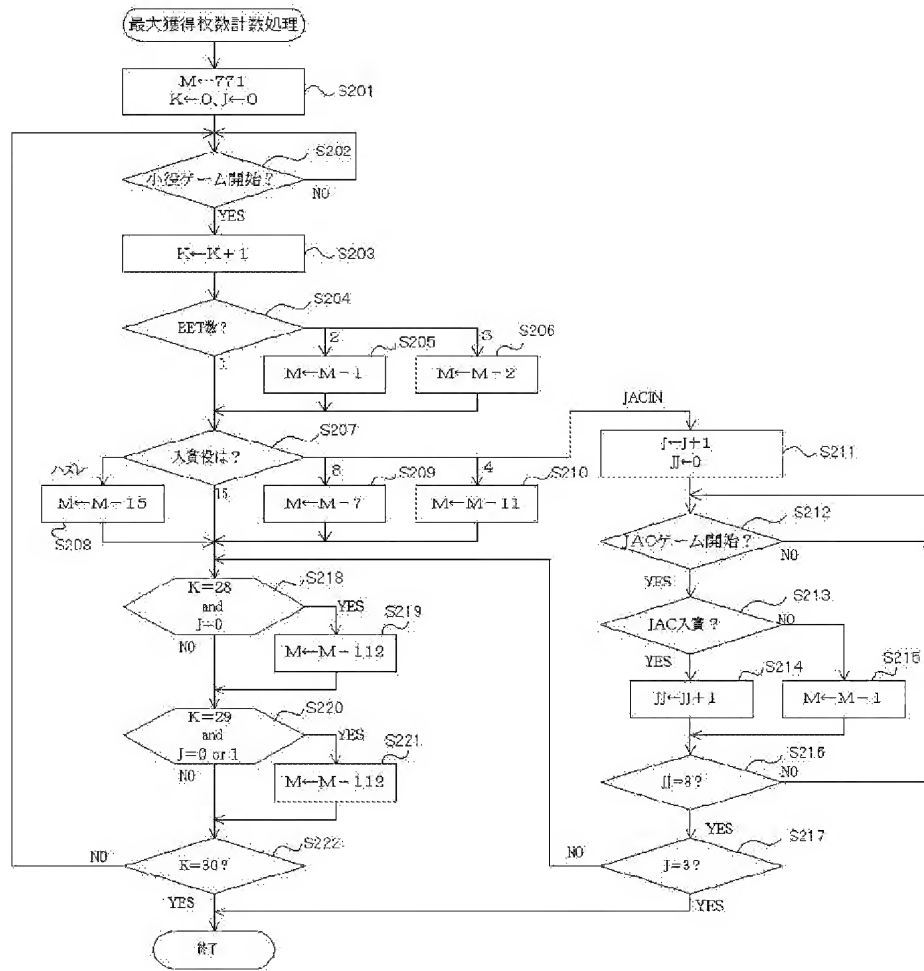 最大獲得枚数計数処理
M←771
K←0、J←0
S201
S202
小役ゲーム開始？
NO
YES
K←K+1
S203
S204
BET数？
1
2
3
S205
M←M−1
S206
M←M−2
S207
入賞役は？
ハズレ
15
8
4
JACIN
M←M−15
S208
S209
M←M−7
S210
M←M−11
J←J+1
JJ←0
S211
S212
JACゲーム開始？
NO
YES
S213
JAC入賞？
NO
YES
S214
JJ←JJ+1
S215
M←M−1
S216
JJ=8?
NO
YES
S217
J=3?
NO
YES
K=28
and
J=0
S218
YES
NO
S219
M←M−112
K=29
and
J=0 or 1
S220
YES
NO
S221
M←M−112
S222
K=30?
NO
YES
終了